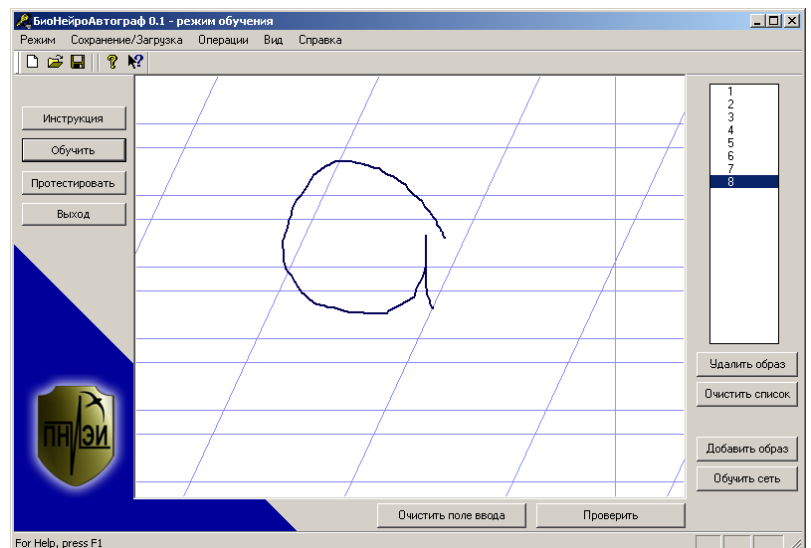 БиоНейроАвтограф 0.1 - режим обучения
Режим Сохранение/Загрузка Операции Вид Справка
Инструкция
Обучить
Протестировать
Выход
ПНИЭИ
1
2
3
4
5
6
7
8
Удалить образ
Очистить список
Добавить образ
Обучить сеть
Очистить поле ввода Проверить
For Help, press F1